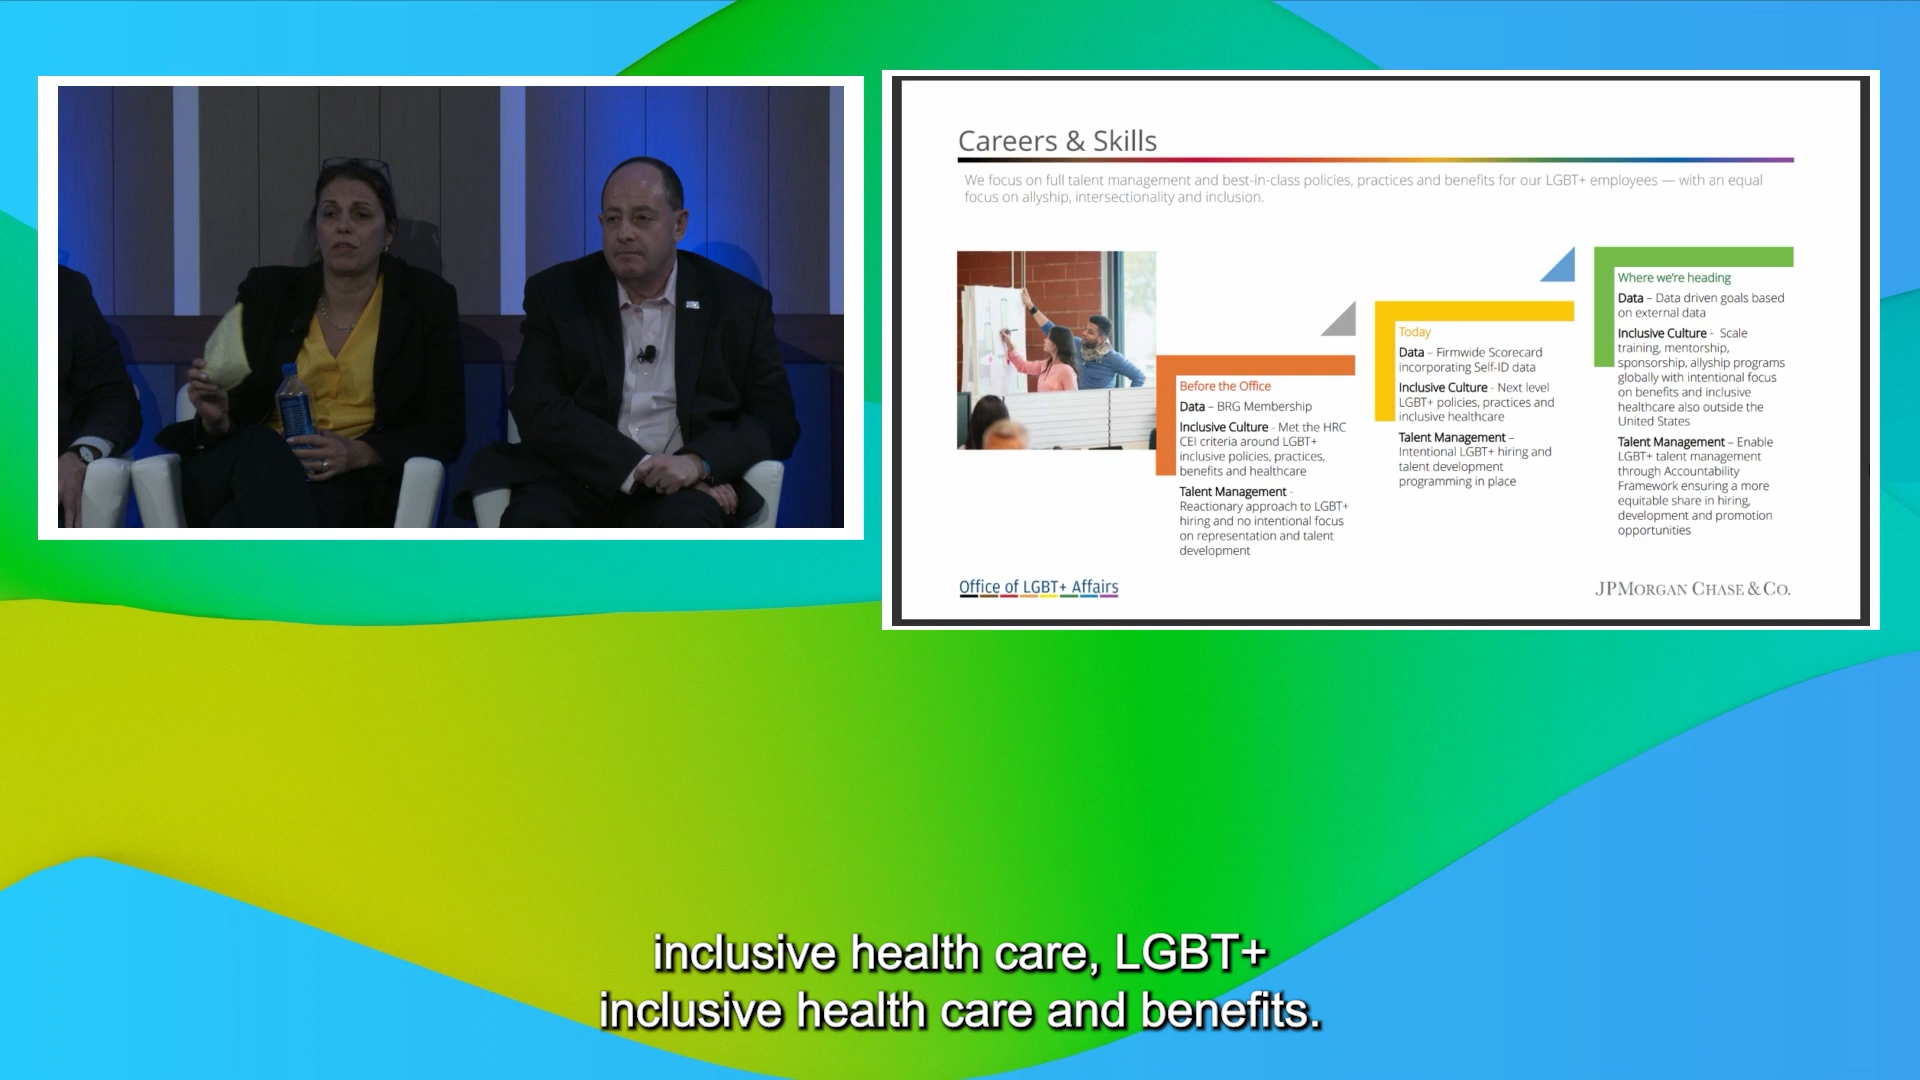 Careers & Skills
We focus on full talent management and best-in-class policies, practices and benefits for our LGBT+ employees — with an equal
focus on allyship, intersectionality and inclusion.
Before the Office
Data – BRG Membership
Inclusive Culture - Met the HRC
CEI criteria around LGBT+
inclusive policies, practices,
benefits and healthcare
Talent Management -
Reactionary approach to LGBT+
hiring and no intentional focus
on representation and talent
development
Today
Data – Firmwide Scorecard
incorporating Self-ID data
Inclusive Culture - Next level
LGBT+ policies, practices and
inclusive healthcare
Talent Management –
Intentional LGBT+ hiring and
talent development
programming in place
Where we're heading
Data – Data driven goals based
on external data
Inclusive Culture - Scale
training, mentorship,
sponsorship, allyship programs
globally with intentional focus
on benefits and inclusive
healthcare also outside the
United States
Talent Management – Enable
LGBT+ talent management
through Accountability
Framework ensuring a more
equitable share in hiring,
development and promotion
opportunities
Office of LGBT+ Affairs
JPMORGAN CHASE & CO.
inclusive health care, LGBT+
inclusive health care and benefits.